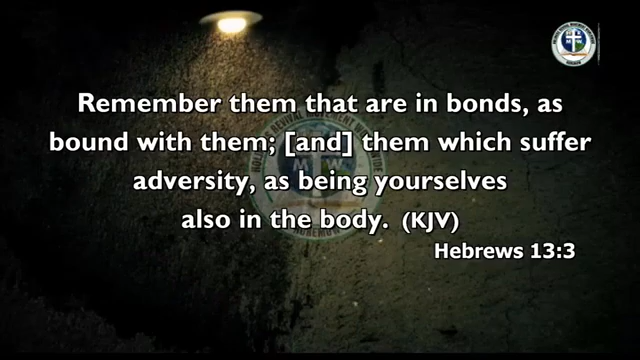 Remember them that are in bonds, as
bound with them; [and] them which suffer
adversity, as being yourselves
also in the body. (KJV)
Hebrews 13:3